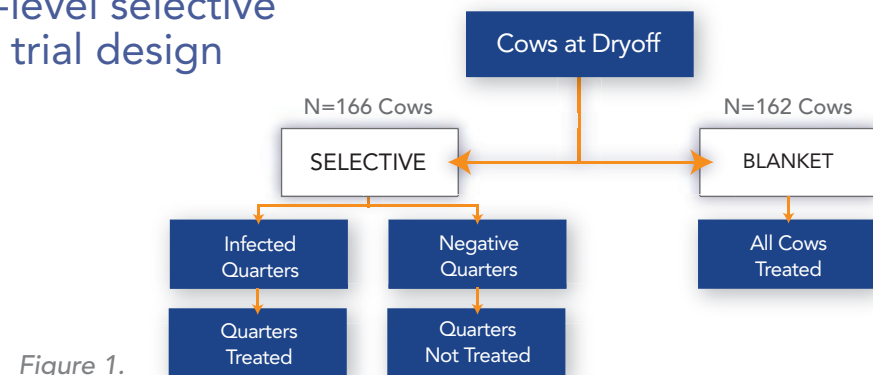 -level selective
trial design
Cows at Dryoff
N=166 Cows
N=162 Cows
SELECTIVE
BLANKET
Infected
Quarters
Negative
Quarters
All Cows
Treated
Quarters
Treated
Quarters
Not Treated
Figure 1.